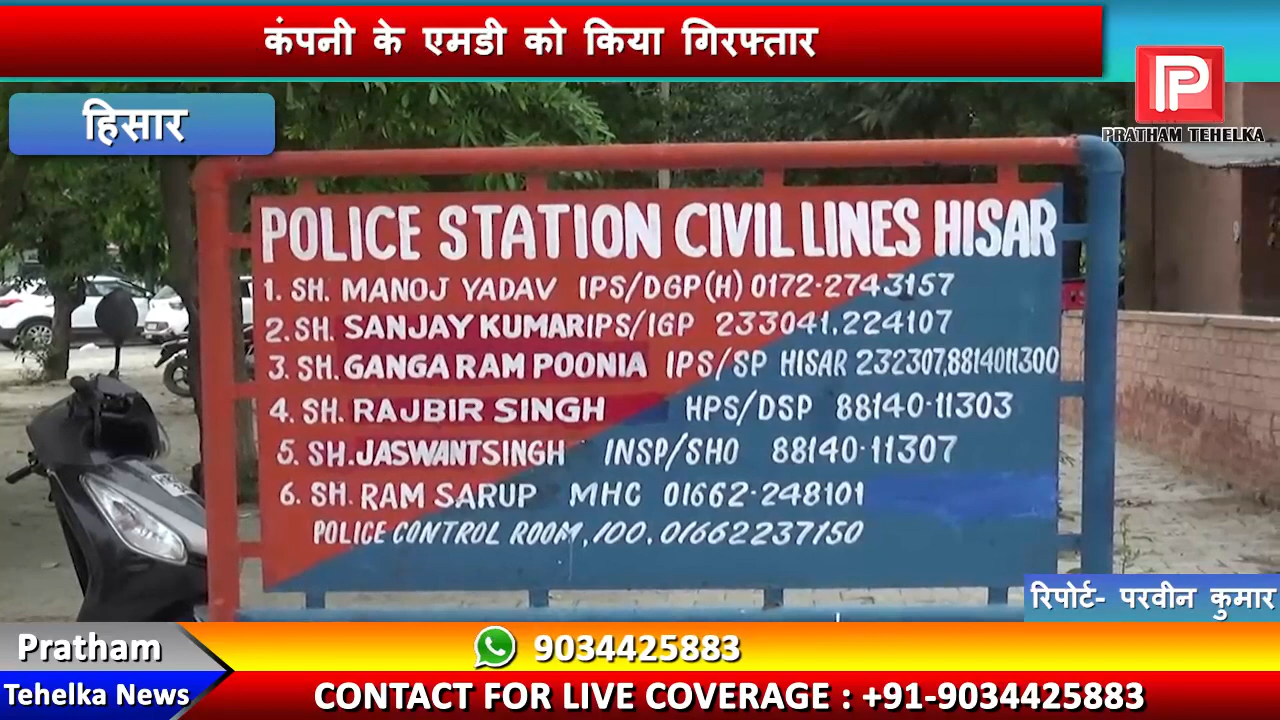 कंपनी के एमडी को किया गिरफ्तार
हिसार
PRATHAM TEHELKA
POLICE STATION CIVIL LINES HISAR
1. SH. MANOJ YADAV IPS/DGP(H) 0172-2743157
2. SH. SANJAY KUMAR IPS/IGP 233041,224107
3. SH. GANGA RAM POONIA IPS/SP HISAR 232307,8814011300
4. SH. RAJBIR SINGH HPS/DSP 88140-11303
5. SH. JASWANT SINGH INSP/SHO 88140-11307
6. SH. RAM SARUP MHC 01662-248101
POLICE CONTROL ROOM, 100, 01662237150
रिपोर्ट- परवीन कुमार
Pratham
9034425883
Tehelka News
CONTACT FOR LIVE COVERAGE : +91-9034425883